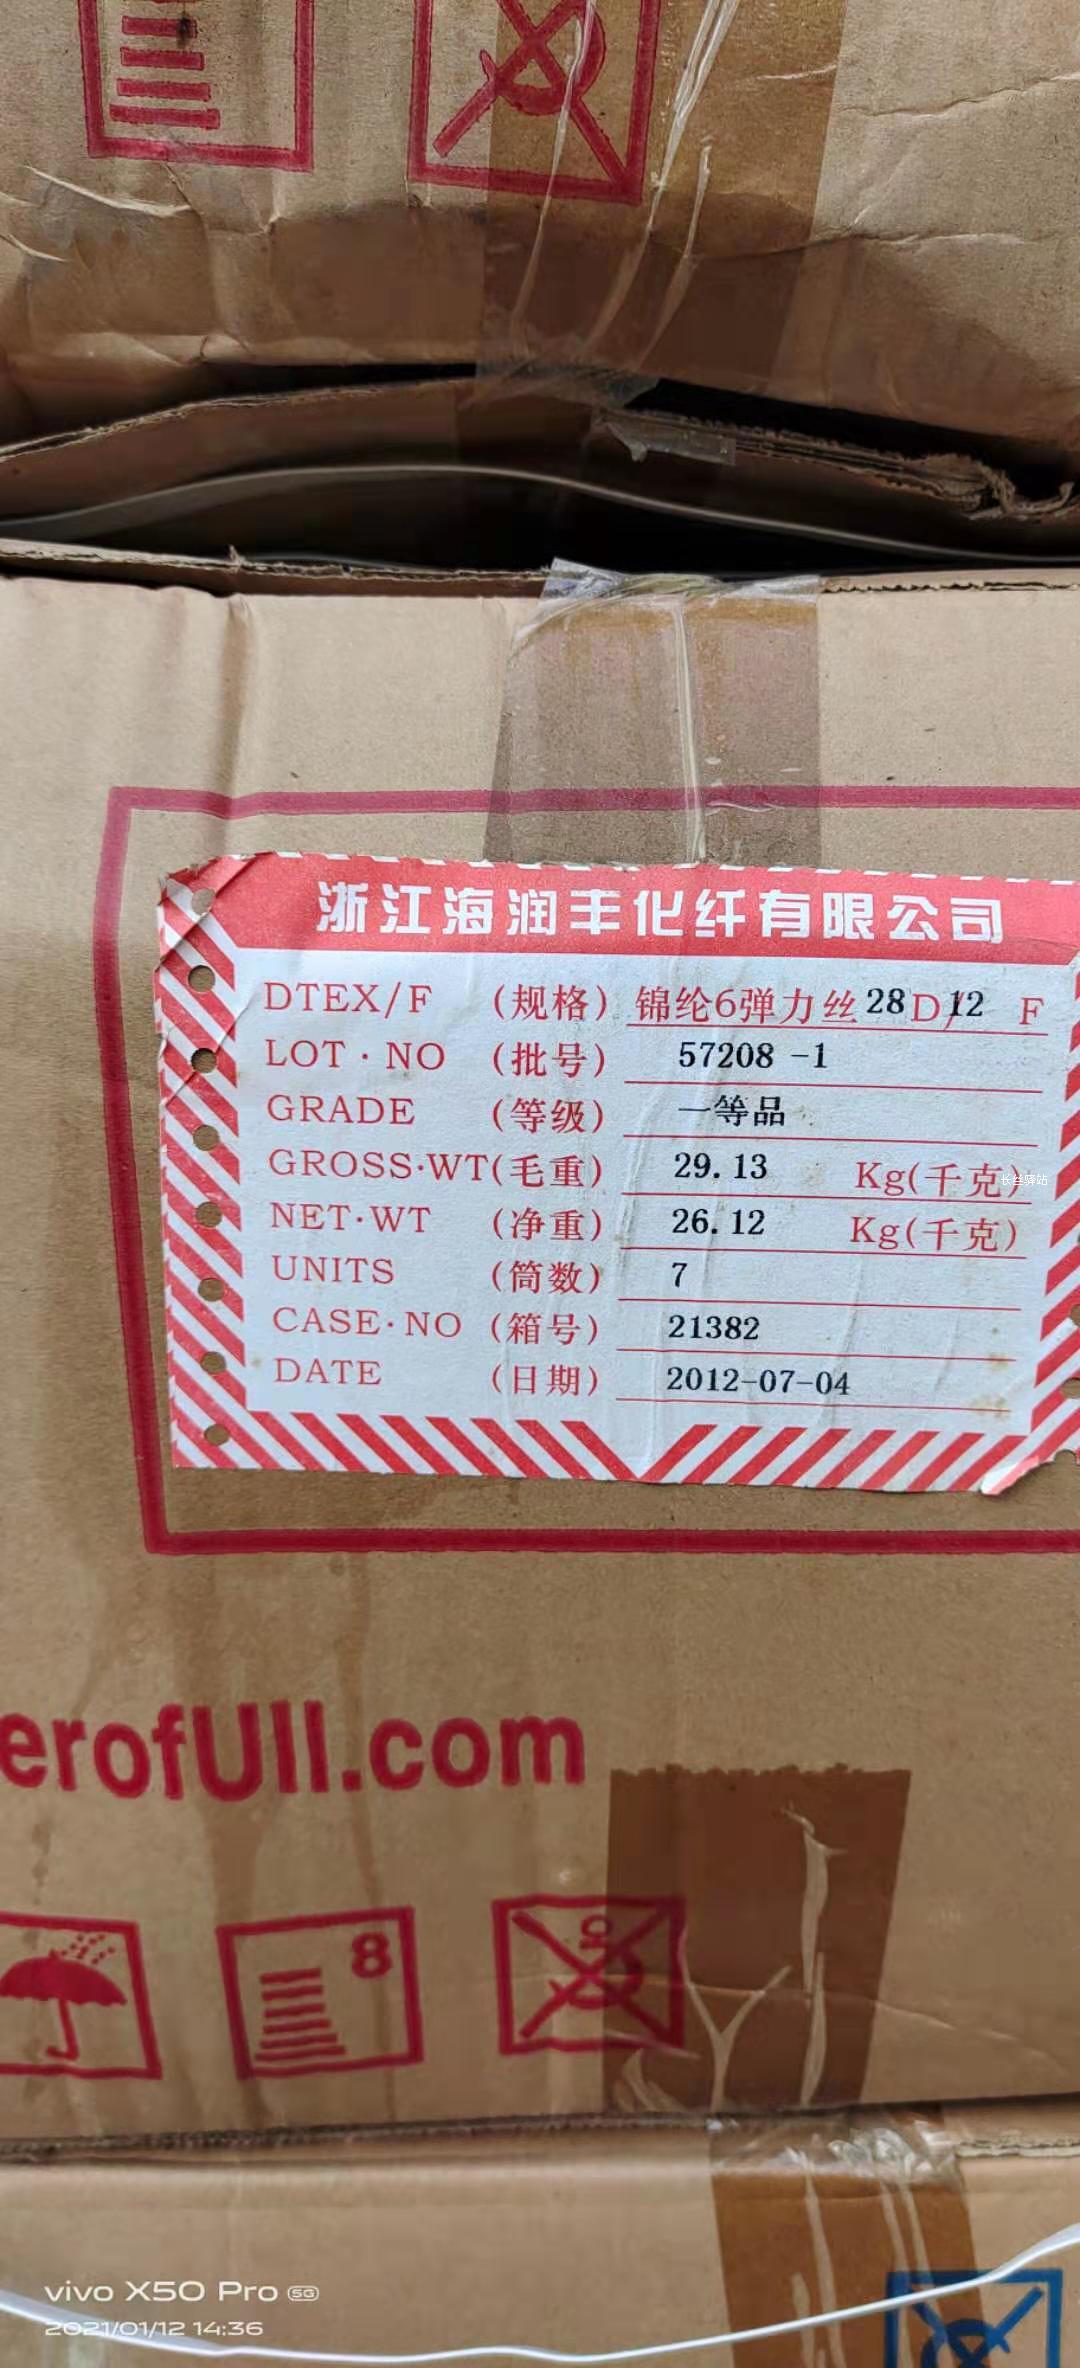 浙江海润丰化纤有限公司
DTEX/F (规格) 锦纶6弹力丝 28D/12 F
LOT·NO (批号) 57208 -1
GRADE (等级) 一等品
GROSS·WT(毛重) 29.13 Kg(千克)
长丝驿站
NET·WT (净重) 26.12 Kg(千克)
UNITS (筒数) 7
CASE·NO (箱号) 21382
DATE (日期) 2012-07-04
erofUll.com
8
vivo X50 Pro 5G
2021/01/12 14:36